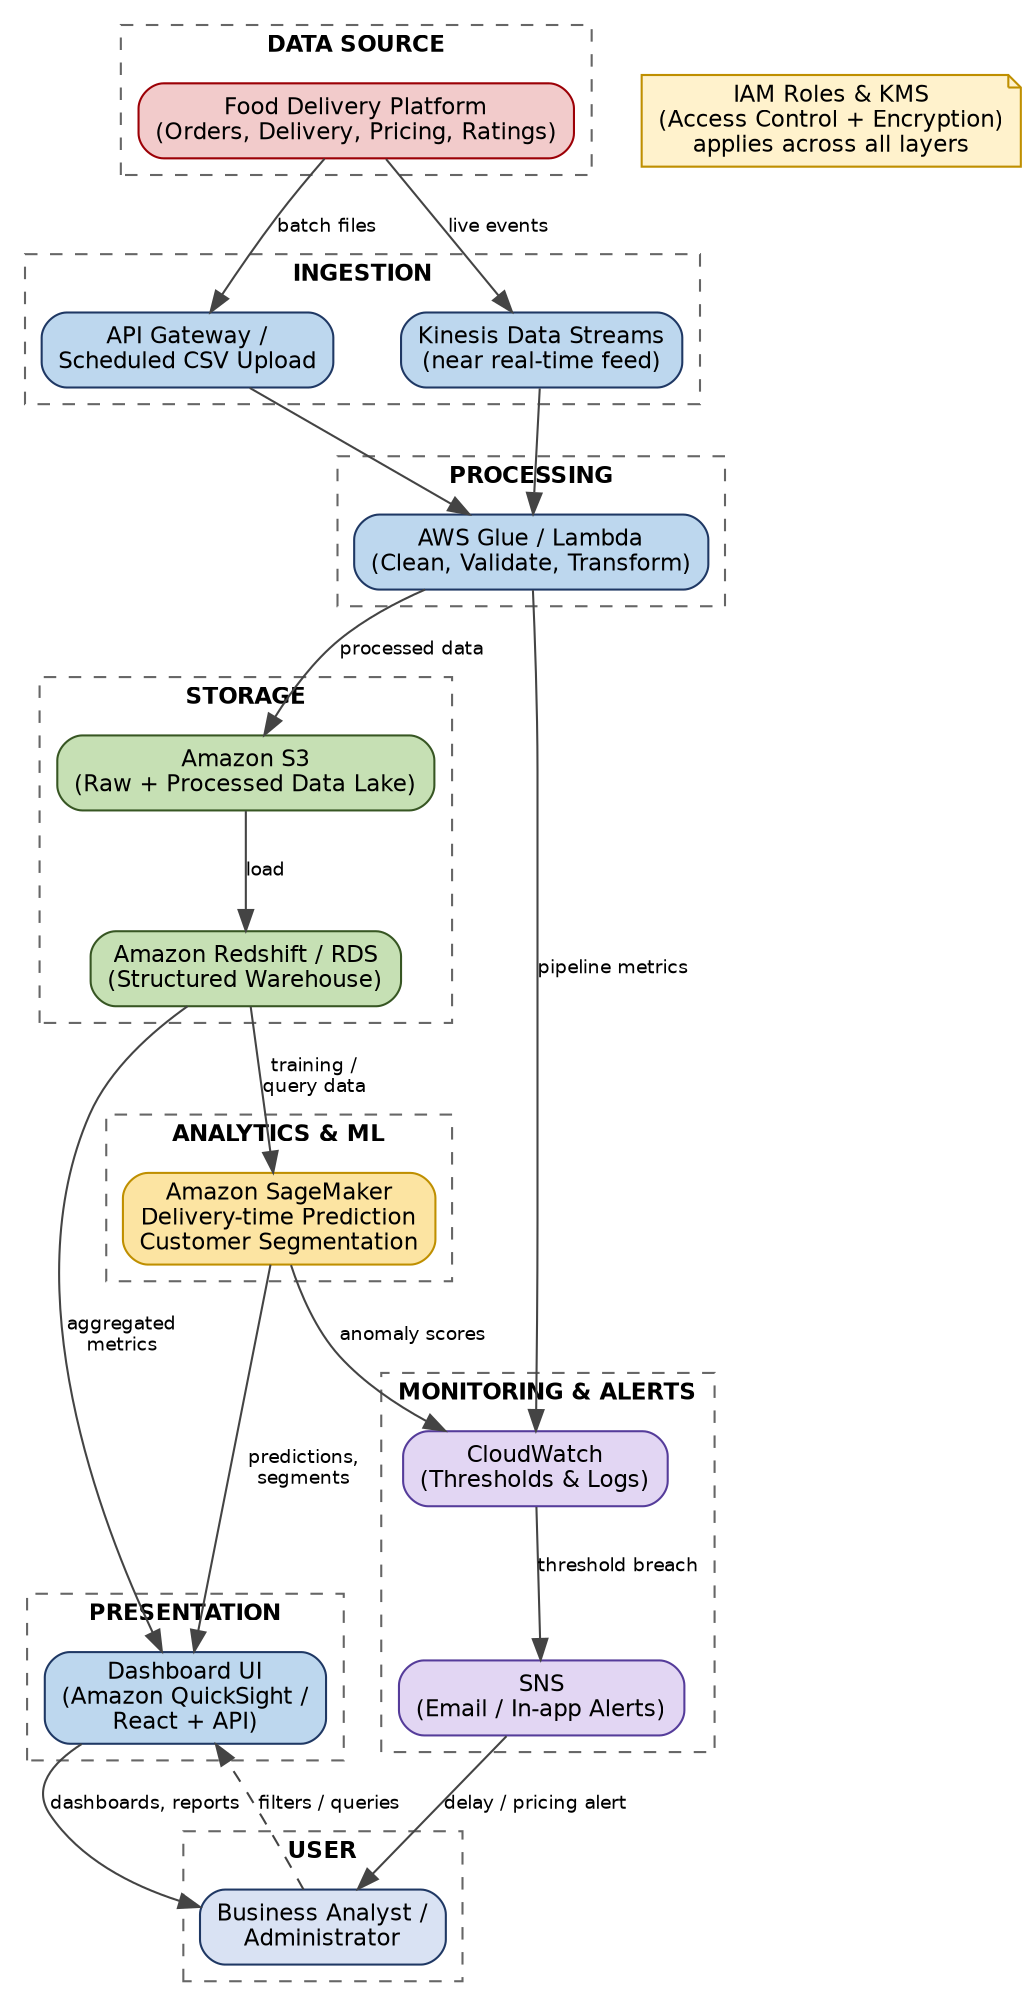 DATA SOURCE
Food Delivery Platform
(Orders, Delivery, Pricing, Ratings)
IAM Roles & KMS
(Access Control + Encryption)
applies across all layers
batch files
live events
INGESTION
API Gateway /
Scheduled CSV Upload
Kinesis Data Streams
(near real-time feed)
PROCESSING
AWS Glue / Lambda
(Clean, Validate, Transform)
processed data
STORAGE
Amazon S3
(Raw + Processed Data Lake)
load
Amazon Redshift / RDS
(Structured Warehouse)
pipeline metrics
training /
query data
ANALYTICS & ML
Amazon SageMaker
Delivery-time Prediction
Customer Segmentation
aggregated
metrics
anomaly scores
MONITORING & ALERTS
CloudWatch
(Thresholds & Logs)
predictions,
segments
threshold breach
PRESENTATION
Dashboard UI
(Amazon QuickSight /
React + API)
SNS
(Email / In-app Alerts)
dashboards, reports
filters / queries
delay / pricing alert
USER
Business Analyst /
Administrator